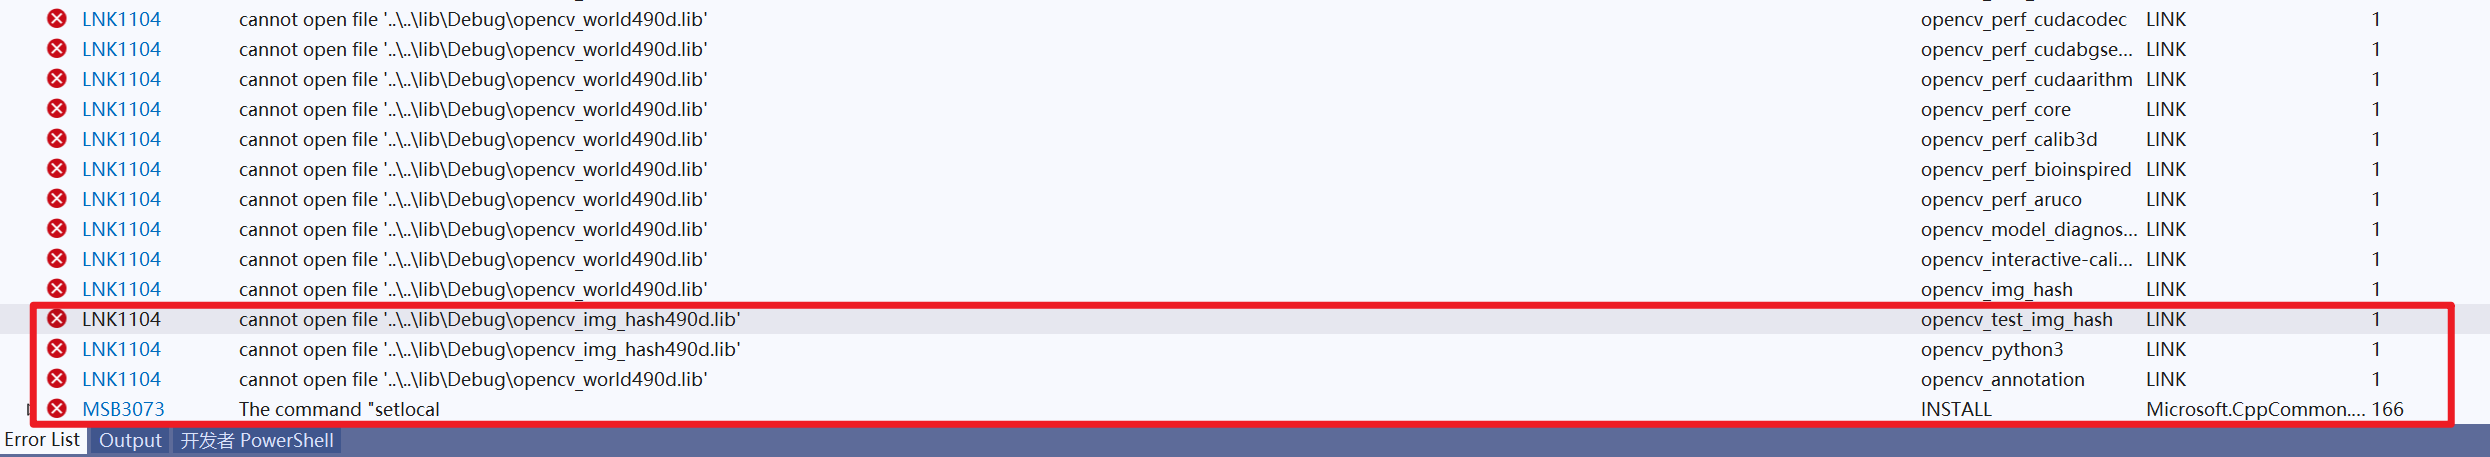 LNK1104 cannot open file '..\..\lib\Debug\opencv_world490d.lib' opencv_perf_cudacodec LINK 1
LNK1104 cannot open file '..\..\lib\Debug\opencv_world490d.lib' opencv_perf_cudabgse... LINK 1
LNK1104 cannot open file '..\..\lib\Debug\opencv_world490d.lib' opencv_perf_cudaarithm LINK 1
LNK1104 cannot open file '..\..\lib\Debug\opencv_world490d.lib' opencv_perf_core LINK 1
LNK1104 cannot open file '..\..\lib\Debug\opencv_world490d.lib' opencv_perf_calib3d LINK 1
LNK1104 cannot open file '..\..\lib\Debug\opencv_world490d.lib' opencv_perf_bioinspired LINK 1
LNK1104 cannot open file '..\..\lib\Debug\opencv_world490d.lib' opencv_perf_aruco LINK 1
LNK1104 cannot open file '..\..\lib\Debug\opencv_world490d.lib' opencv_model_diagnos... LINK 1
LNK1104 cannot open file '..\..\lib\Debug\opencv_world490d.lib' opencv_interactive-cali... LINK 1
LNK1104 cannot open file '..\..\lib\Debug\opencv_world490d.lib' opencv_img_hash LINK 1
LNK1104 cannot open file '..\..\lib\Debug\opencv_img_hash490d.lib' opencv_test_img_hash LINK 1
LNK1104 cannot open file '..\..\lib\Debug\opencv_img_hash490d.lib' opencv_python3 LINK 1
LNK1104 cannot open file '..\..\lib\Debug\opencv_world490d.lib' opencv_annotation LINK 1
MSB3073 The command "setlocal INSTALL Microsoft.CppCommon.... 166
Error List Output 开发者 PowerShell